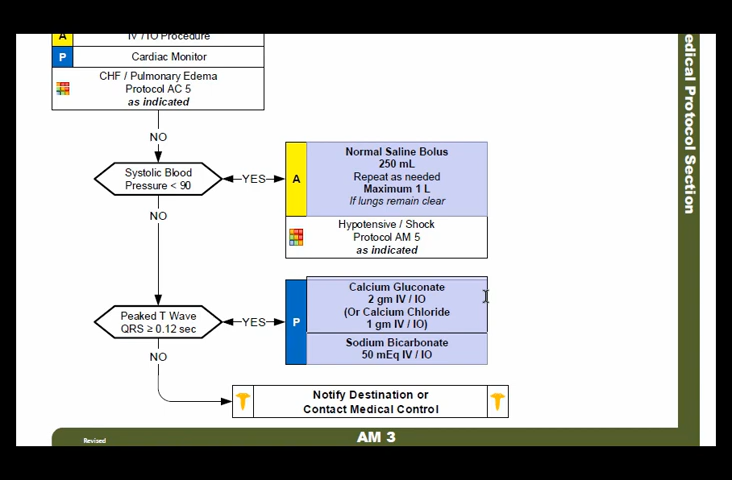 A
IV / IO Procedure
P
Cardiac Monitor
CHF / Pulmonary Edema
Protocol AC 5
as indicated
NO
Systolic Blood
Pressure < 90
YES
A
Normal Saline Bolus
250 mL
Repeat as needed
Maximum 1 L
If lungs remain clear
Hypotensive / Shock
Protocol AM 5
as indicated
NO
Peaked T Wave
QRS ≥ 0.12 sec
YES
P
Calcium Gluconate
2 gm IV / IO
(Or Calcium Chloride
1 gm IV / IO)
Sodium Bicarbonate
50 mEq IV / IO
NO
Notify Destination or
Contact Medical Control
Revised
AM 3
edical Protocol Section